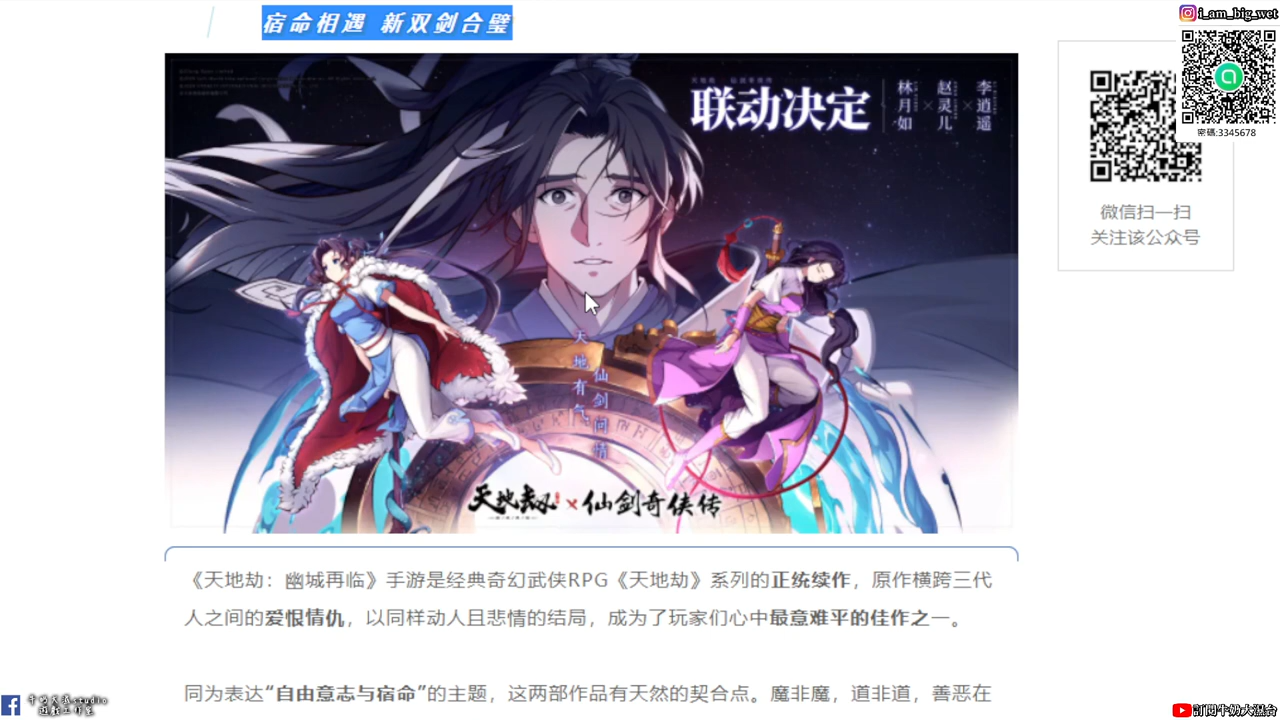 宿命相遇 新双剑合璧
i_am_big_wet
密碼:3345678
联动决定
林月如
×
赵灵儿
×
李逍遥
微信扫一扫
关注该公众号
天地有气
仙剑问情
天地劫 × 仙剑奇侠传
《天地劫：幽城再临》手游是经典奇幻武侠RPG《天地劫》系列的正统续作，原作横跨三代
人之间的爱恨情仇，以同样动人且悲情的结局，成为了玩家们心中最意难平的佳作之一。
同为表达“自由意志与宿命”的主题，这两部作品有天然的契合点。魔非魔，道非道，善恶在
訂閱牛奶大濕台